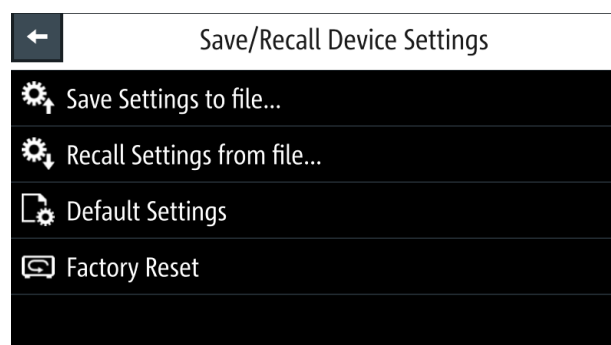 Save/Recall Device Settings
Save Settings to file...
Recall Settings from file...
Default Settings
Factory Reset